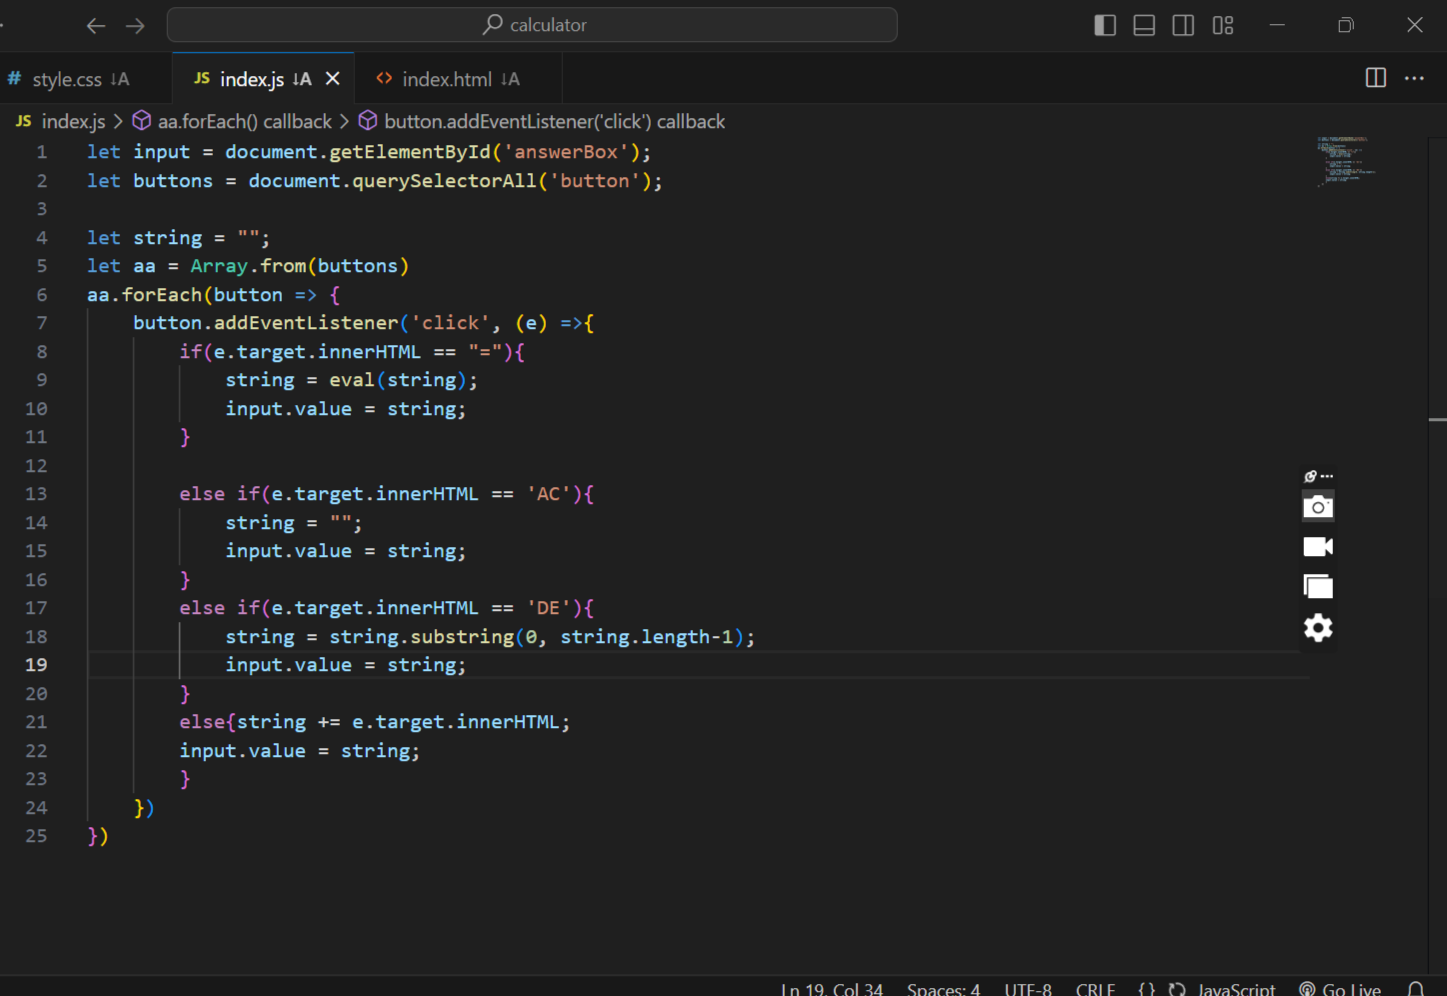 calculator
# style.css ↓A
JS index.js ↓A
<> index.html ↓A
JS index.js > aa.forEach() callback > button.addEventListener('click') callback
1 let input = document.getElementById('answerBox');
2 let buttons = document.querySelectorAll('button');
3
4 let string = "";
5 let aa = Array.from(buttons)
6 aa.forEach(button => {
7 button.addEventListener('click', (e) =>{
8 if(e.target.innerHTML == "="){
9 string = eval(string);
10 input.value = string;
11 }
12
13 else if(e.target.innerHTML == 'AC'){
14 string = "";
15 input.value = string;
16 }
17 else if(e.target.innerHTML == 'DE'){
18 string = string.substring(0, string.length-1);
19 input.value = string;
20 }
21 else{string += e.target.innerHTML;
22 input.value = string;
23 }
24 })
25 })
Ln 19, Col 34 Spaces: 4 UTF-8 CRLF {} JavaScript Go Live